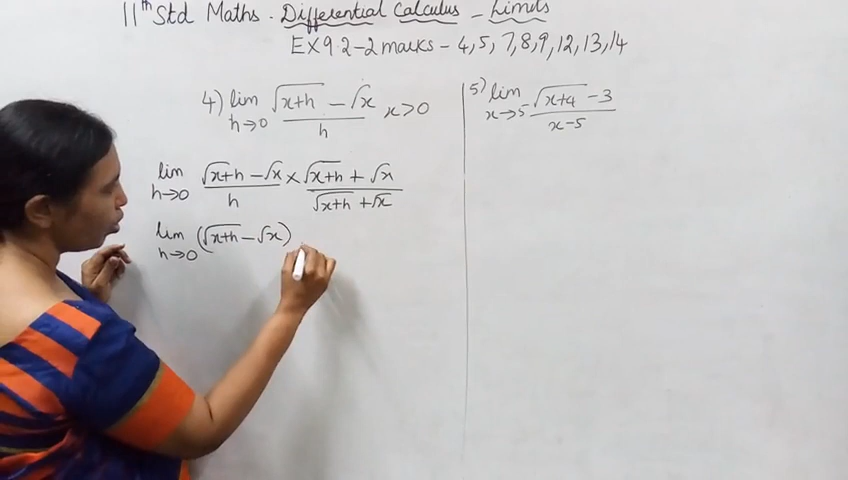 11th Std Maths. Differential Calculus - Limits
EX 9.2 - 2 marks - 4, 5, 7, 8, 9, 12, 13, 14
4) lim h→0 (√(x+h) - √x)/h x>0
lim h→0 (√x+h - √x)/h × (√(x+h) + √x)/(√(x+h) + √x)
lim h→0 (√(x+h) - √x)
5) lim x→5 (√(x+4) - 3)/(x-5)